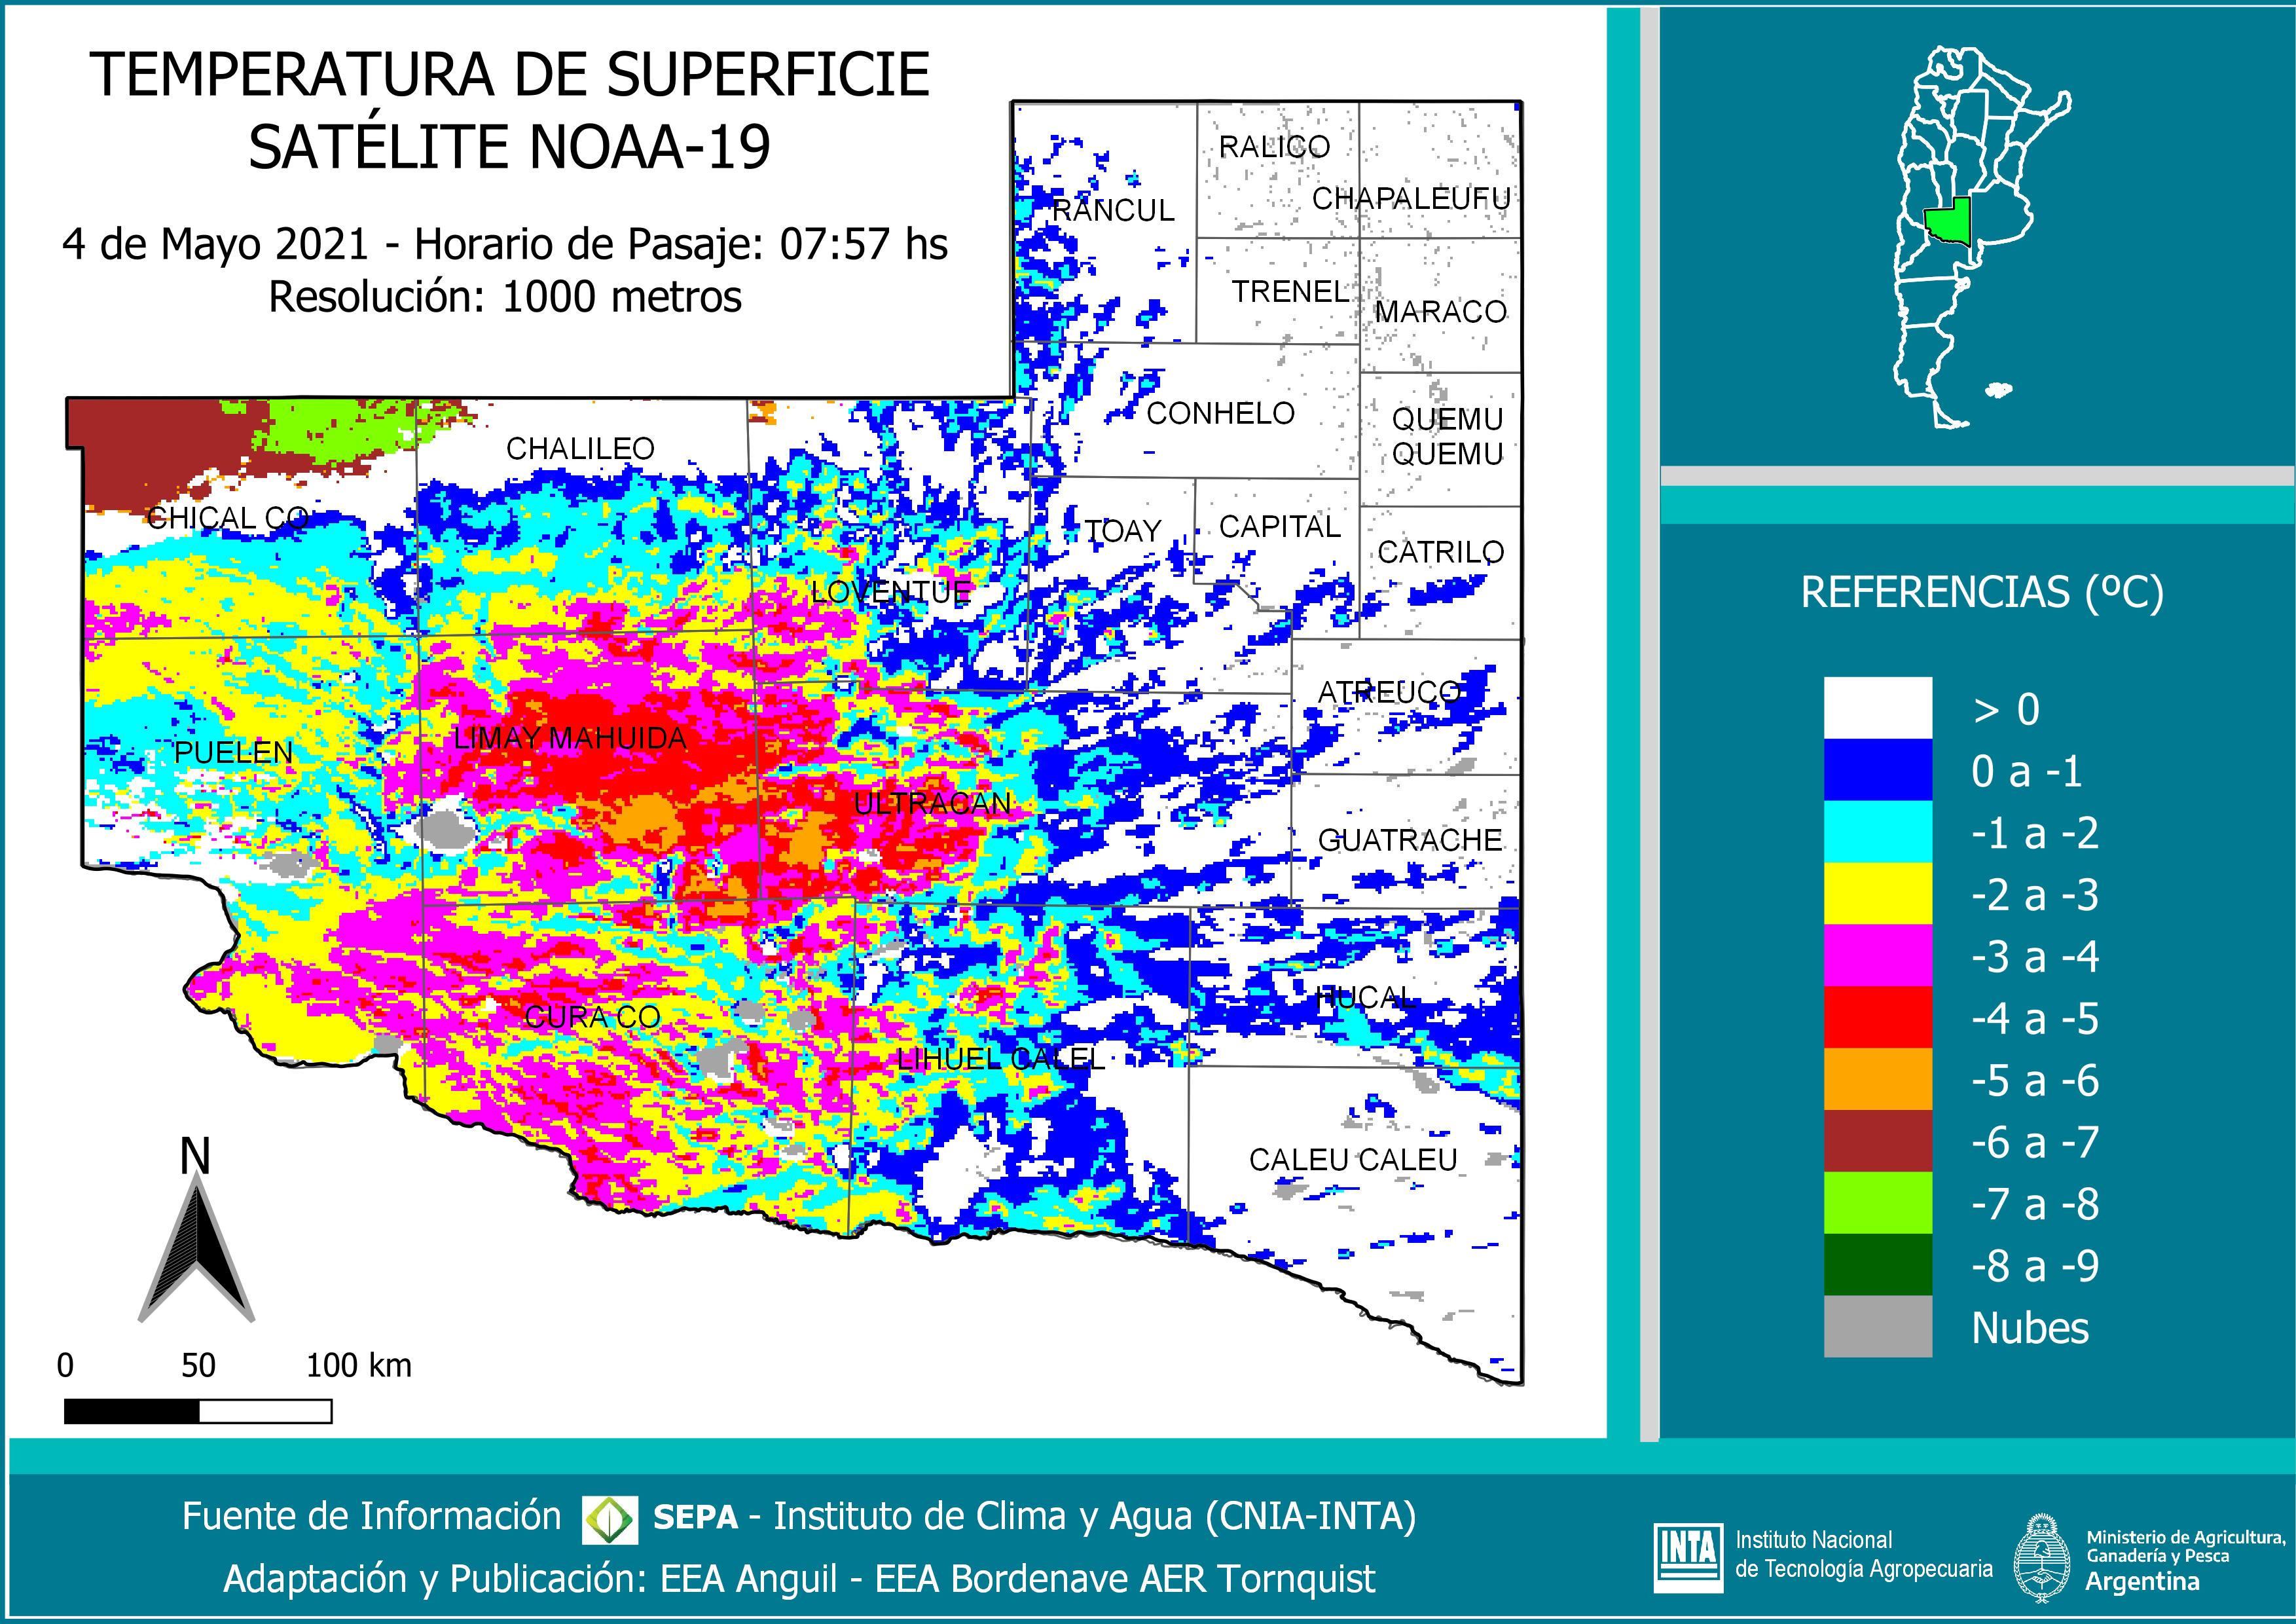 TEMPERATURA DE SUPERFICIE
SATÉLITE NOAA-19
4 de Mayo 2021 - Horario de Pasaje: 07:57 hs
Resolución: 1000 metros
RALICO
CHAPALEUFU
RANCUL
TRENEL
MARACO
CONHELO
QUEMU
QUEMU
CHALILEO
CHICAL CO
TOAY
CAPITAL
CATRILO
LOVENTUE
ATREUCO
LIMAY MAHUIDA
PUELEN
ULTRACAN
GUATRACHE
HUCAL
CURA CO
LIHUEL CALEL
CALEU CALEU
N
0 50 100 km
REFERENCIAS (ºC)
> 0
0 a -1
-1 a -2
-2 a -3
-3 a -4
-4 a -5
-5 a -6
-6 a -7
-7 a -8
-8 a -9
Nubes
Fuente de Información SEPA - Instituto de Clima y Agua (CNIA-INTA)
Adaptación y Publicación: EEA Anguil - EEA Bordenave AER Tornquist
INTA
Instituto Nacional
de Tecnología Agropecuaria
Ministerio de Agricultura,
Ganadería y Pesca
Argentina